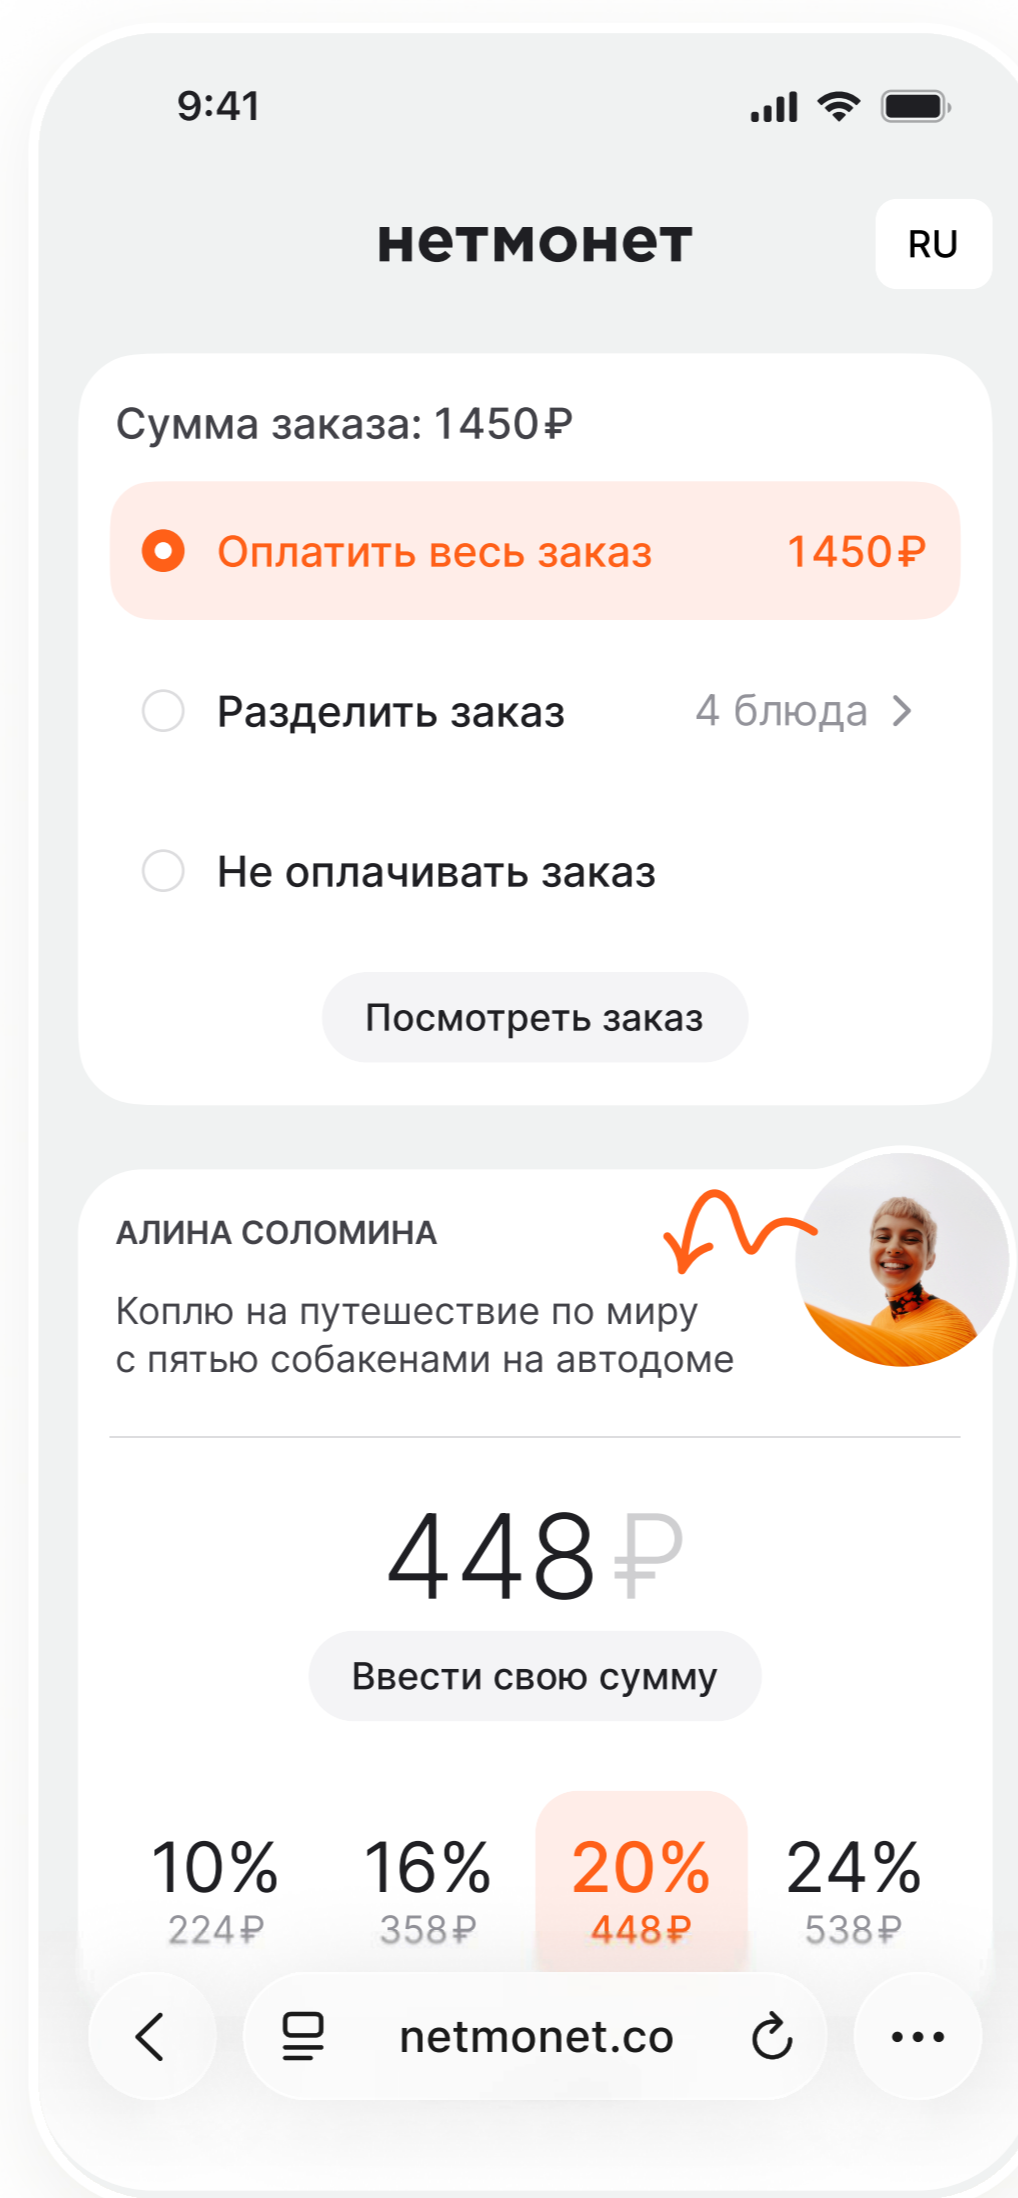 9:41
нетмонет
RU
Сумма заказа: 1450₽
Оплатить весь заказ 1450₽
Разделить заказ 4 блюда
Не оплачивать заказ
Посмотреть заказ
АЛИНА СОЛОМИНА
Коплю на путешествие по миру
с пятью собакенами на автодоме
448₽
Ввести свою сумму
10% 16% 20% 24%
224₽ 358₽ 448₽ 538₽
netmonet.co